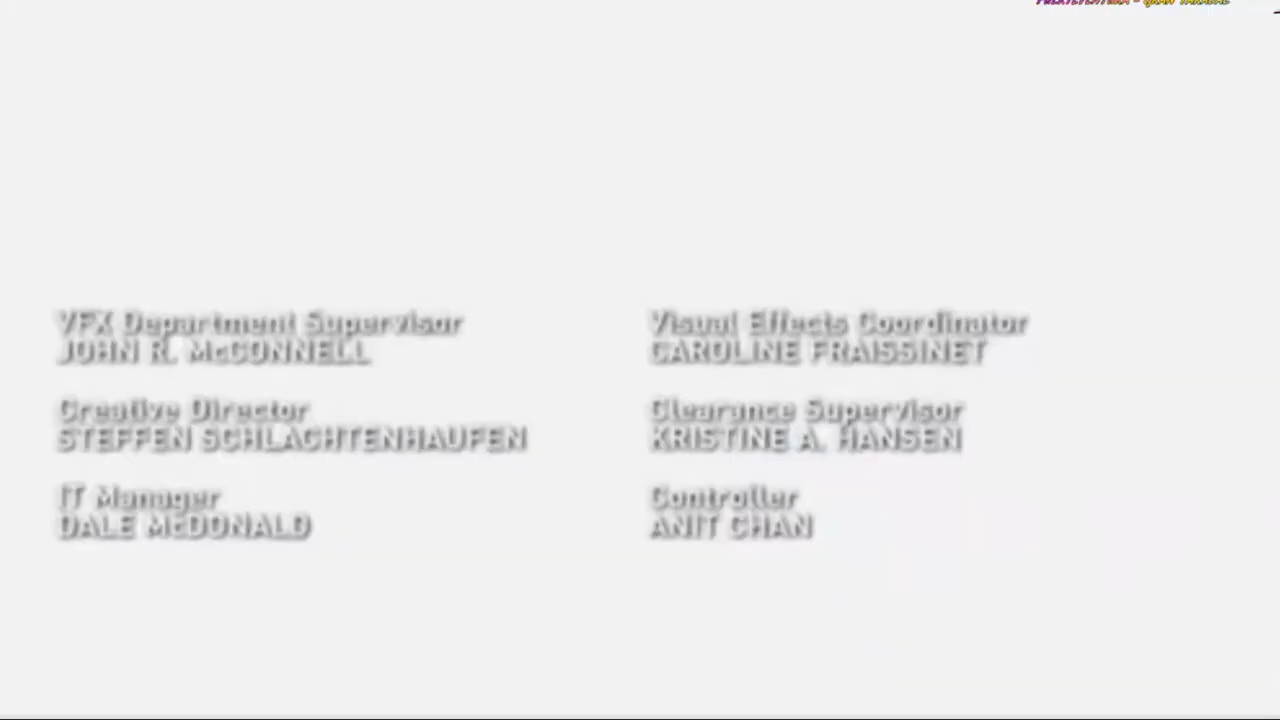 VFX Department Supervisor
JOHN R. McCONNELL
Creative Director
STEFFEN SCHLACHTENHAUFEN
IT Manager
DALE McDONALD
Visual Effects Coordinator
CAROLINE FRAISSINET
Clearance Supervisor
KRISTINE A. HANSEN
Controller
ANIT CHAN